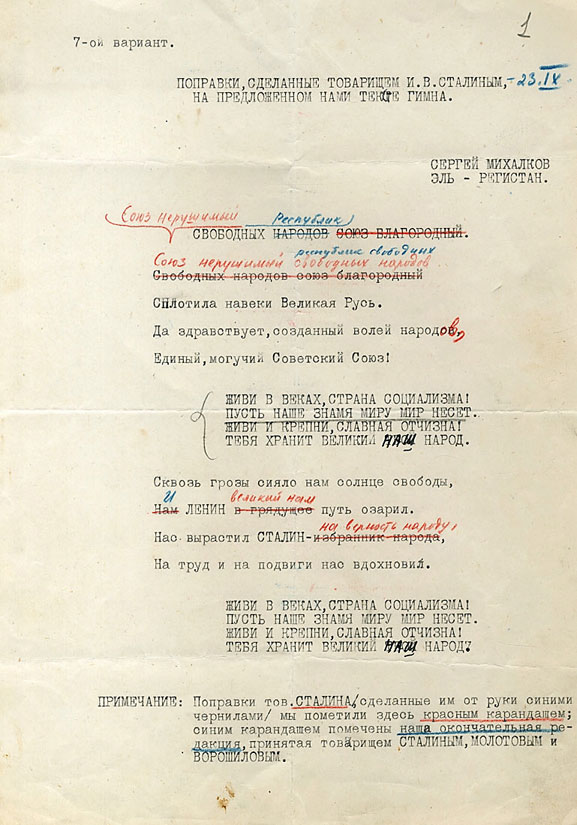 1
7-ой вариант.
ПОПРАВКИ, СДЕЛАННЫЕ ТОВАРИЩЕМ И.В.СТАЛИНЫМ, -23.IX
НА ПРЕДЛОЖЕННОМ НАМИ ТЕКСТЕ ГИМНА.
СЕРГЕЙ МИХАЛКОВ
ЭЛЬ - РЕГИСТАН.
Союз нерушимый Республик
СВОБОДНЫХ НАРОДОВ СОЮЗ БЛАГОРОДНЫЙ.
республик свободных
Союз нерушимый свободных народов
Свободных народов союз благородный
Сплотила навеки Великая Русь.
Да здравствует, созданный волей народов,
Единый, могучий Советский Союз!
ЖИВИ В ВЕКАХ, СТРАНА СОЦИАЛИЗМА!
ПУСТЬ НАШЕ ЗНАМЯ МИРУ МИР НЕСЕТ.
ЖИВИ И КРЕПНИ, СЛАВНАЯ ОТЧИЗНА!
ТЕБЯ ХРАНИТ ВЕЛИКИЙ НАШ НАРОД.
Сквозь грозы сияло нам солнце свободы,
И великий нам
Нам ЛЕНИН в грядущее путь озарил.
на верность народу,
Нас вырастил СТАЛИН-избранник народа,
На труд и на подвиги нас вдохновил.
ЖИВИ В ВЕКАХ, СТРАНА СОЦИАЛИЗМА!
ПУСТЬ НАШЕ ЗНАМЯ МИРУ МИР НЕСЕТ.
ЖИВИ И КРЕПНИ, СЛАВНАЯ ОТЧИЗНА!
ТЕБЯ ХРАНИТ ВЕЛИКИЙ НАШ НАРОД.
ПРИМЕЧАНИЕ: Поправки тов.СТАЛИНА/сделанные им от руки синими
чернилами/ мы пометили здесь красным карандашем;
синим карандашем помечены наша окончательная ре-
дакция, принятая товарищем СТАЛИНЫМ, МОЛОТОВЫМ и
ВОРОШИЛОВЫМ.